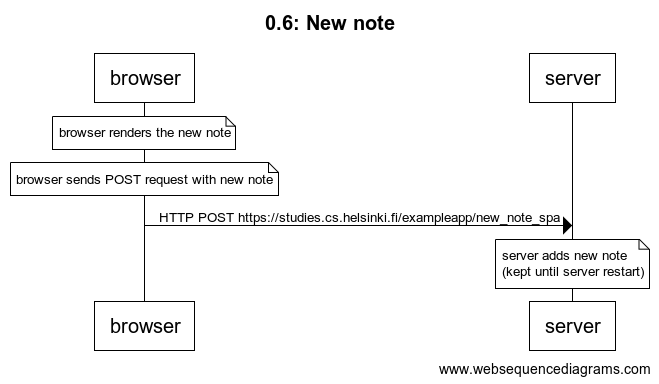 0.6: New note
browser
server
browser renders the new note
browser sends POST request with new note
HTTP POST https://studies.cs.helsinki.fi/exampleapp/new_note_spa
server adds new note
(kept until server restart)
browser
server
www.websequencediagrams.com